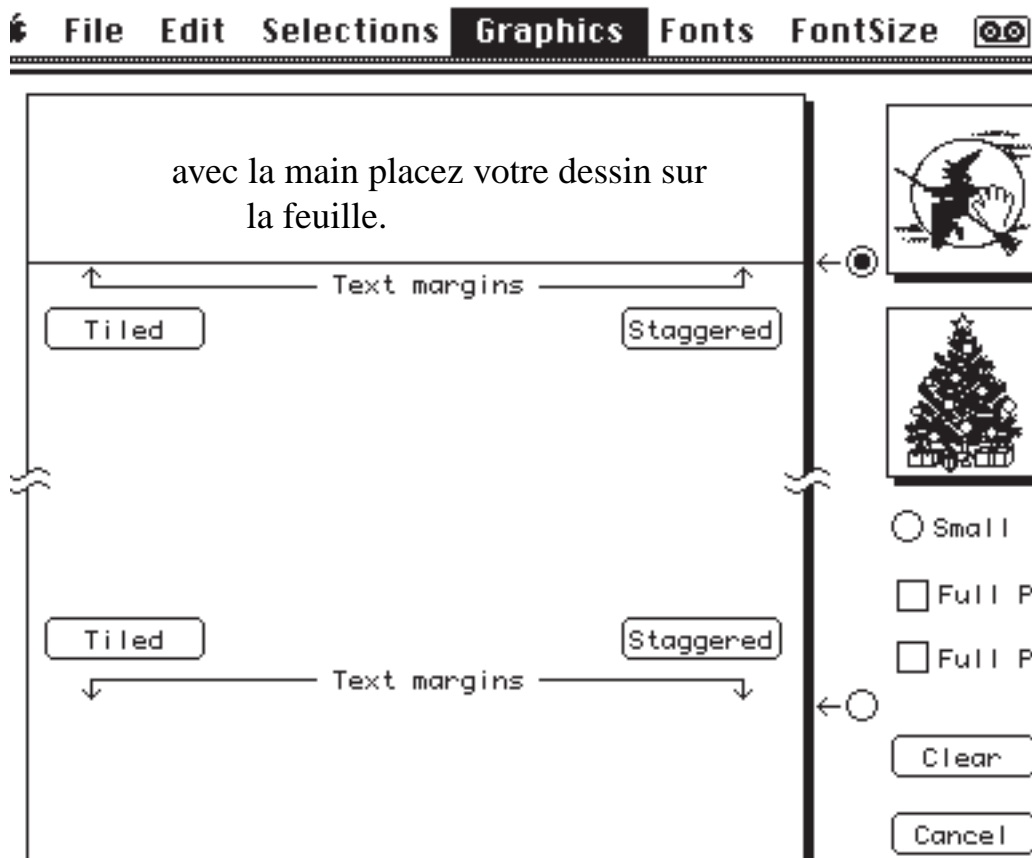 File Edit Selections Graphics Fonts FontSize
avec la main placez votre dessin sur
la feuille.
Text margins
Tiled Staggered
Small
Full P
Full P
Tiled Staggered
Text margins
Clear
Cancel